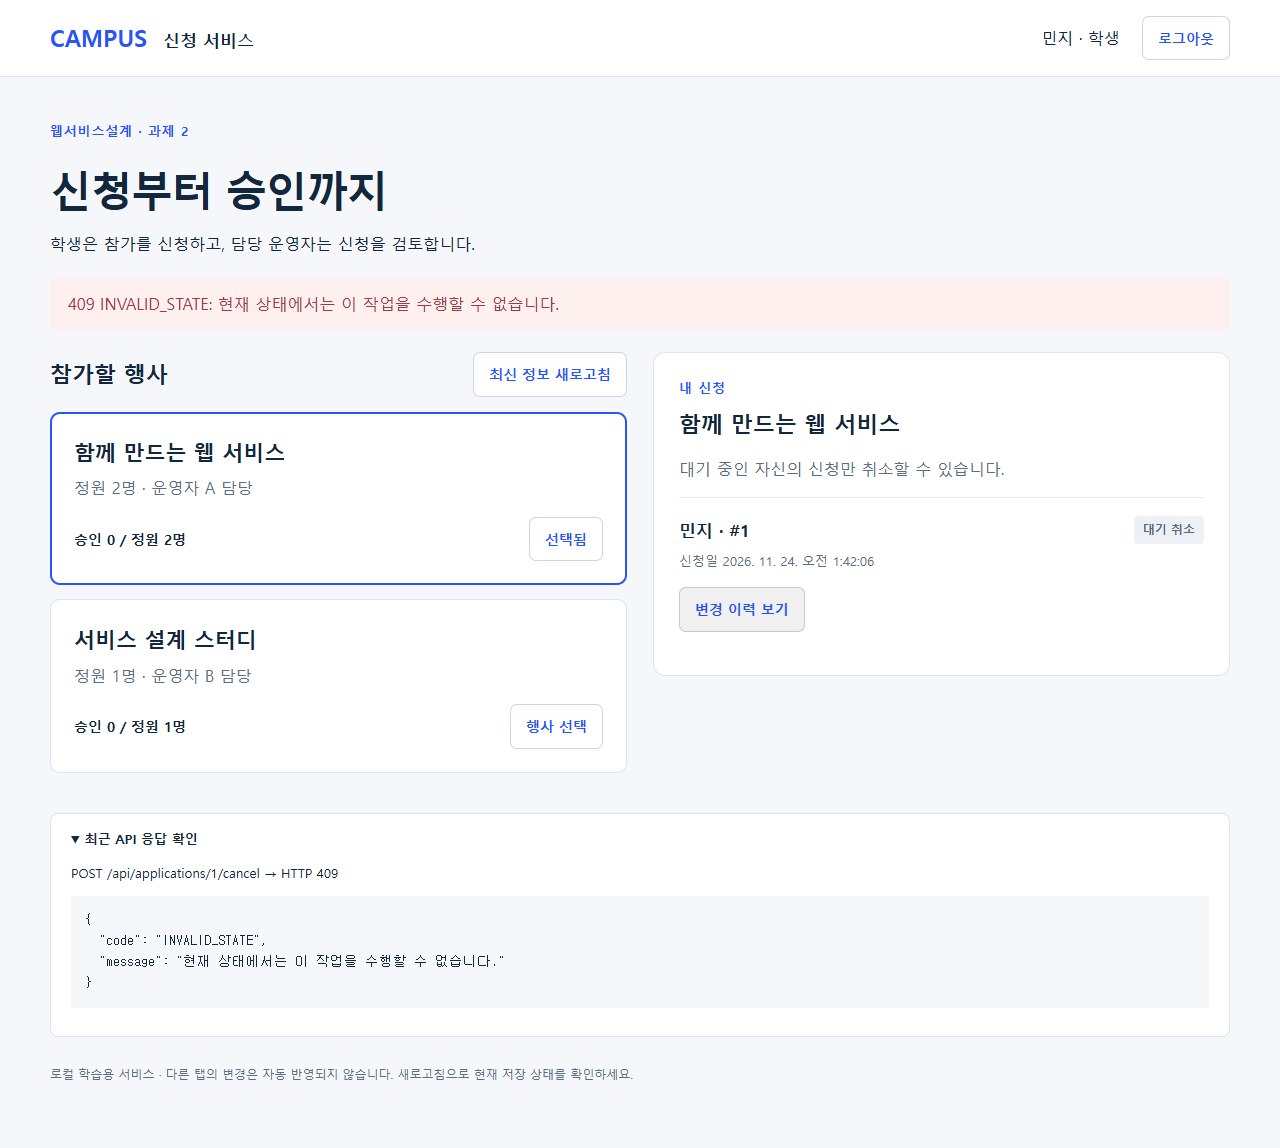 CAMPUS 신청 서비스
민지 · 학생
로그아웃
웹서비스설계 · 과제 2
신청부터 승인까지
학생은 참가를 신청하고, 담당 운영자는 신청을 검토합니다.
409 INVALID_STATE: 현재 상태에서는 이 작업을 수행할 수 없습니다.
참가할 행사
최신 정보 새로고침
함께 만드는 웹 서비스
정원 2명 · 운영자 A 담당
승인 0 / 정원 2명
선택됨
서비스 설계 스터디
정원 1명 · 운영자 B 담당
승인 0 / 정원 1명
행사 선택
내 신청
함께 만드는 웹 서비스
대기 중인 자신의 신청만 취소할 수 있습니다.
민지 · #1
대기 취소
신청일 2026. 11. 24. 오전 1:42:06
변경 이력 보기
▼ 최근 API 응답 확인
POST /api/applications/1/cancel → HTTP 409
{
"code": "INVALID_STATE",
"message": "현재 상태에서는 이 작업을 수행할 수 없습니다."
}
로컬 학습용 서비스 · 다른 탭의 변경은 자동 반영되지 않습니다. 새로고침으로 현재 저장 상태를 확인하세요.